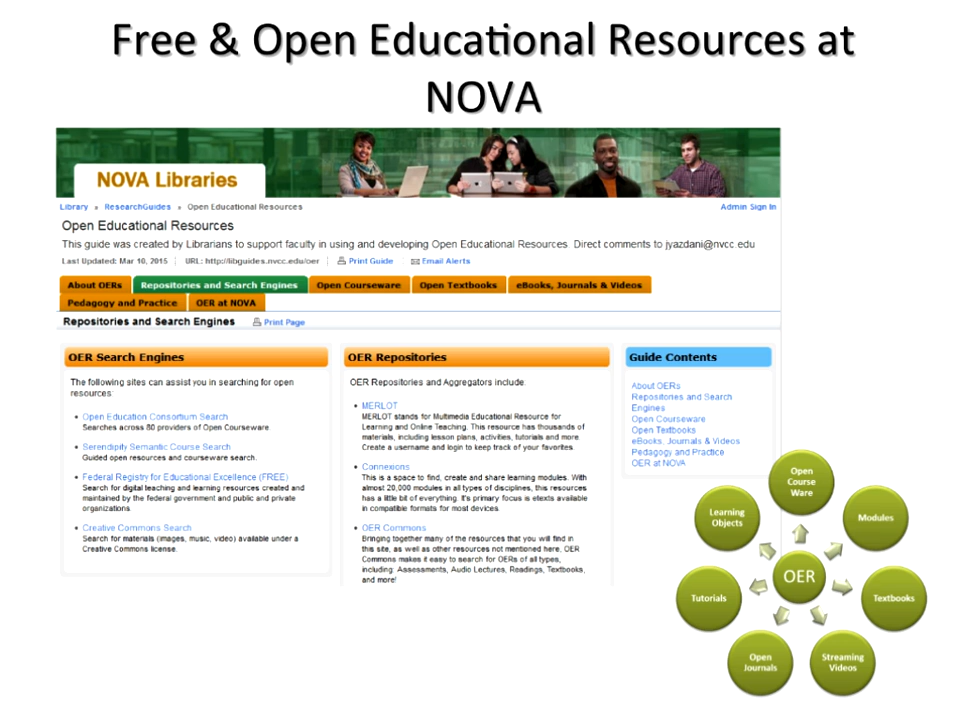 Free & Open Educational Resources at
NOVA
NOVA Libraries
Library » ResearchGuides » Open Educational Resources
Admin Sign In
Open Educational Resources
This guide was created by Librarians to support faculty in using and developing Open Educational Resources. Direct comments to jyazdani@nvcc.edu
Last Updated: Mar 10, 2015 URL: http://libguides.nvcc.edu/oer Print Guide Email Alerts
About OERs Repositories and Search Engines Open Courseware Open Textbooks eBooks, Journals & Videos
Pedagogy and Practice OER at NOVA
Repositories and Search Engines Print Page
OER Search Engines
The following sites can assist you in searching for open
resources:
• Open Education Consortium Search
Searches across 80 providers of Open Courseware.
• Serendipity Semantic Course Search
Guided open resources and courseware search.
• Federal Registry for Educational Excellence (FREE)
Search for digital teaching and learning resources created and
maintained by the federal government and public and private
organizations
• Creative Commons Search
Search for materials (images, music, video) available under a
Creative Commons license.
OER Repositories
OER Repositories and Aggregators include:
• MERLOT
MERLOT stands for Multimedia Educational Resource for
Learning and Online Teaching. This resource has thousands of
materials, including lesson plans, activities, tutorials and more.
Create a username and login to keep track of your favorites.
• Connexions
This is a space to find, create and share learning modules. With
almost 20,000 modules in all types of disciplines, this resources
has a little bit of everything. It's primary focus is etexts available
in compatible formats for most devices.
• OER Commons
Bringing together many of the resources that you will find in
this site, as well as other resources not mentioned here, OER
Commons makes it easy to search for OERs of all types,
including: Assessments, Audio Lectures, Readings, Textbooks,
and more!
Guide Contents
About OERs
Repositories and Search
Engines
Open Courseware
Open Textbooks
eBooks, Journals & Videos
Pedagogy and Practice
OER at NOVA
Open
Course
Ware
Learning
Objects
Modules
OER
Tutorials
Textbooks
Open
Journals
Streaming
Videos